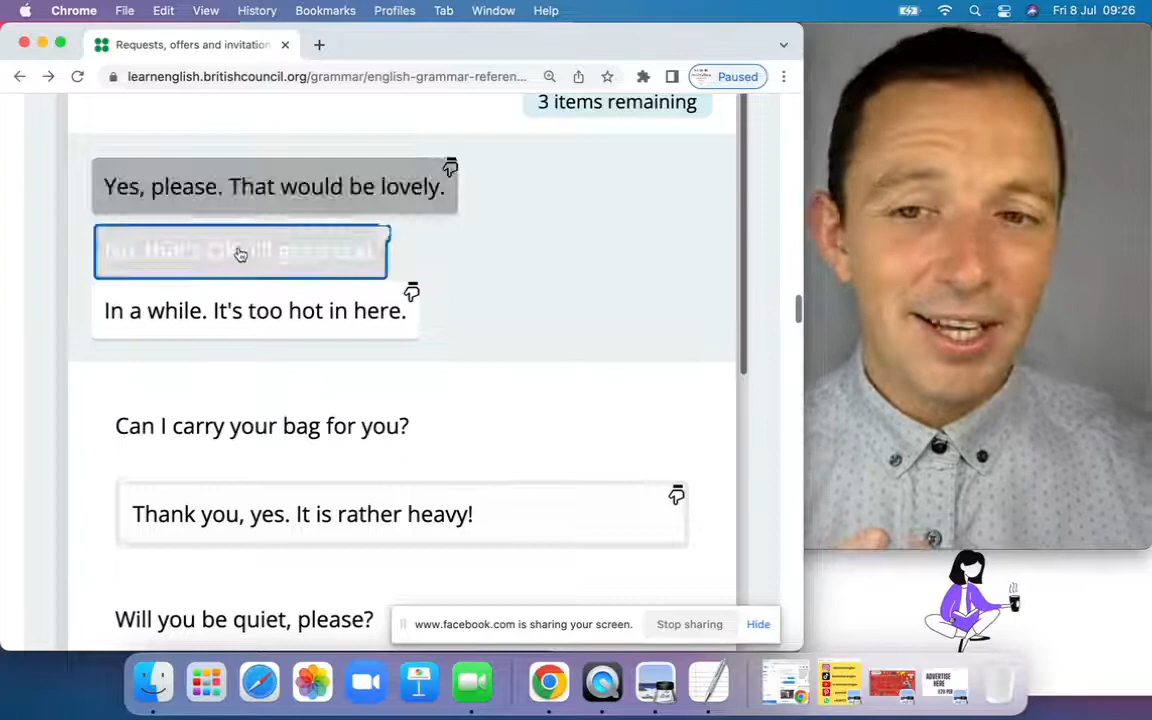 Chrome File Edit View History Bookmarks Profiles Tab Window Help Fri 8 Jul 09:26
Requests, offers and invitation
learnenglish.britishcouncil.org/grammar/english-grammar-referen... Paused
3 items remaining
Yes, please. That would be lovely.
In a while. It's too hot in here.
Can I carry your bag for you?
Thank you, yes. It is rather heavy!
Will you be quiet, please?
www.facebook.com is sharing your screen. Stop sharing Hide
ADVERTISE
HERE